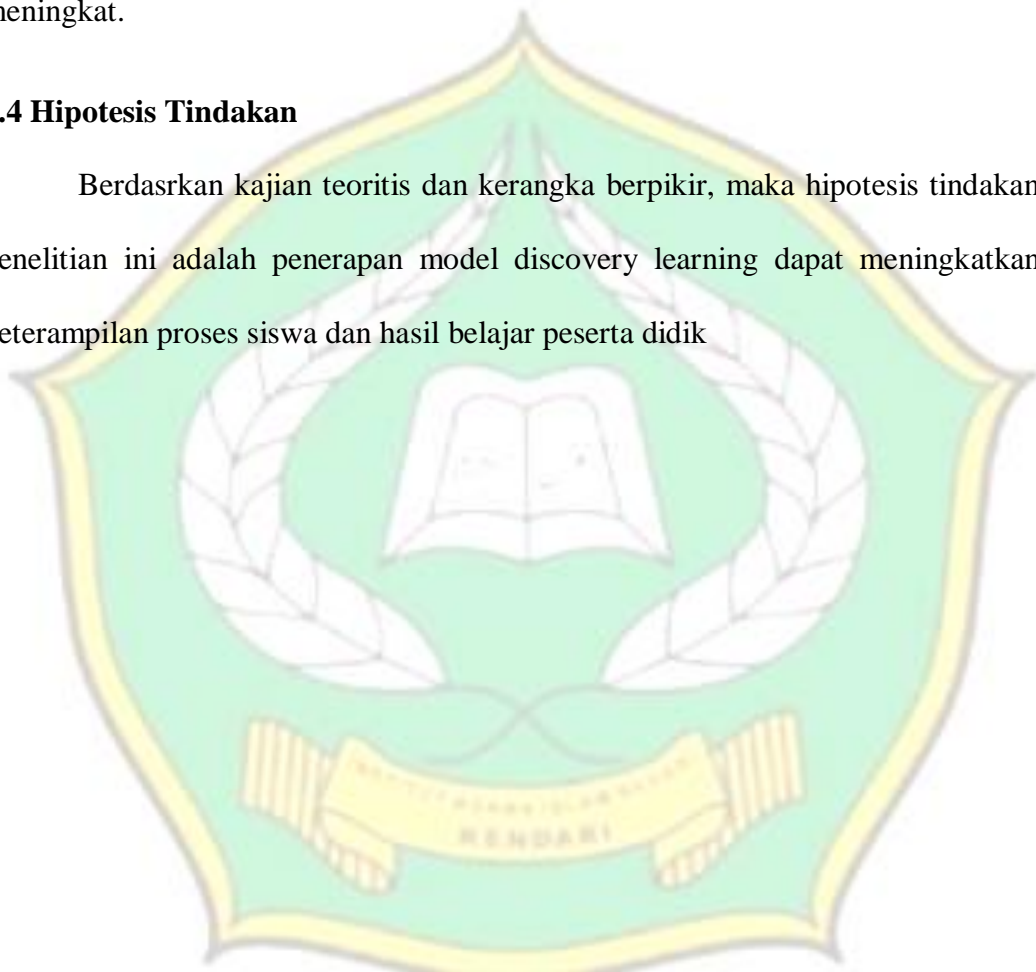 meningkat.
.4 Hipotesis Tindakan
Berdasrkan kajian teoritis dan kerangka berpikir, maka hipotesis tindakan
enelitian ini adalah penerapan model discovery learning dapat meningkatkan
eterampilan proses siswa dan hasil belajar peserta didik
KENDARI